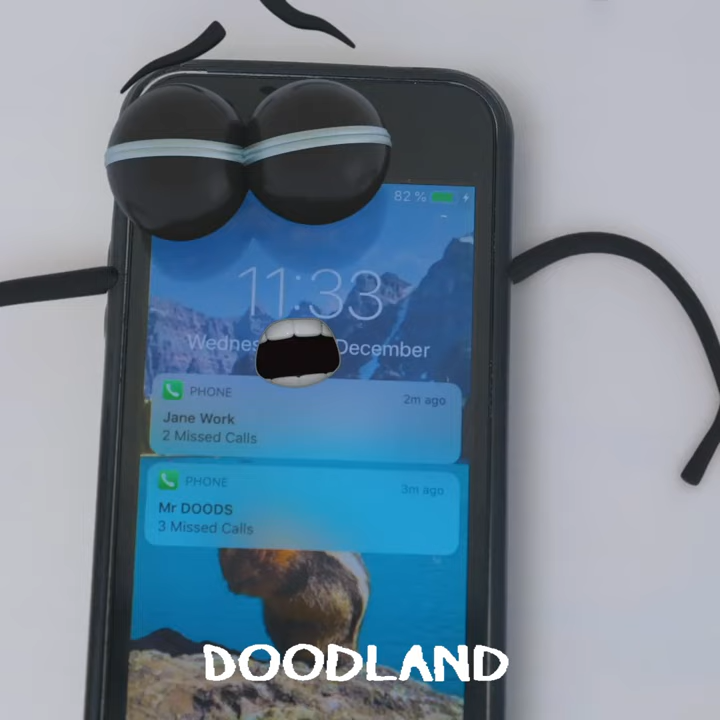 82 %
11:33
December
PHONE
2m ago
Jane Work
2 Missed Calls
PHONE
3m ago
Mr DOODS
3 Missed Calls
DOODLAND